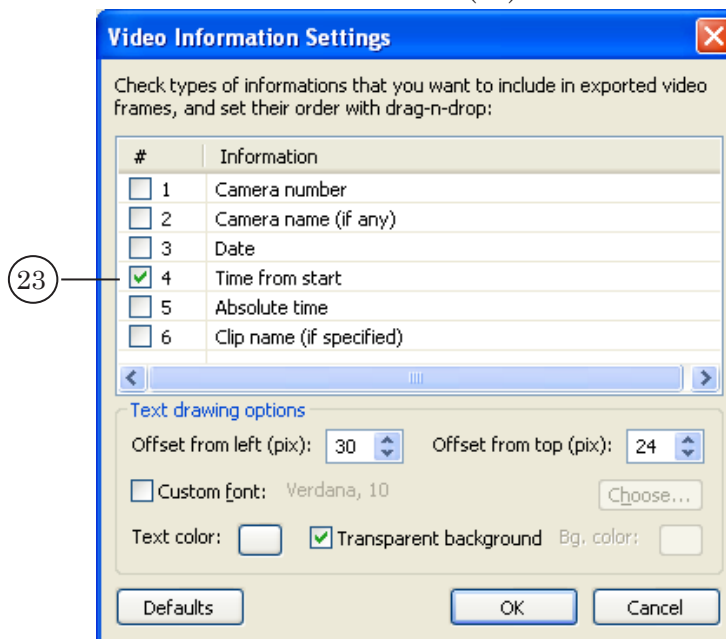 Video Information Settings
Check types of informations that you want to include in exported video
frames, and set their order with drag-n-drop:
# Information
1 Camera number
2 Camera name (if any)
3 Date
23 4 Time from start
5 Absolute time
6 Clip name (if specified)
Text drawing options
Offset from left (pix): 30 Offset from top (pix): 24
Custom font: Verdana, 10 Choose...
Text color: Transparent background Bg. color:
Defaults OK Cancel